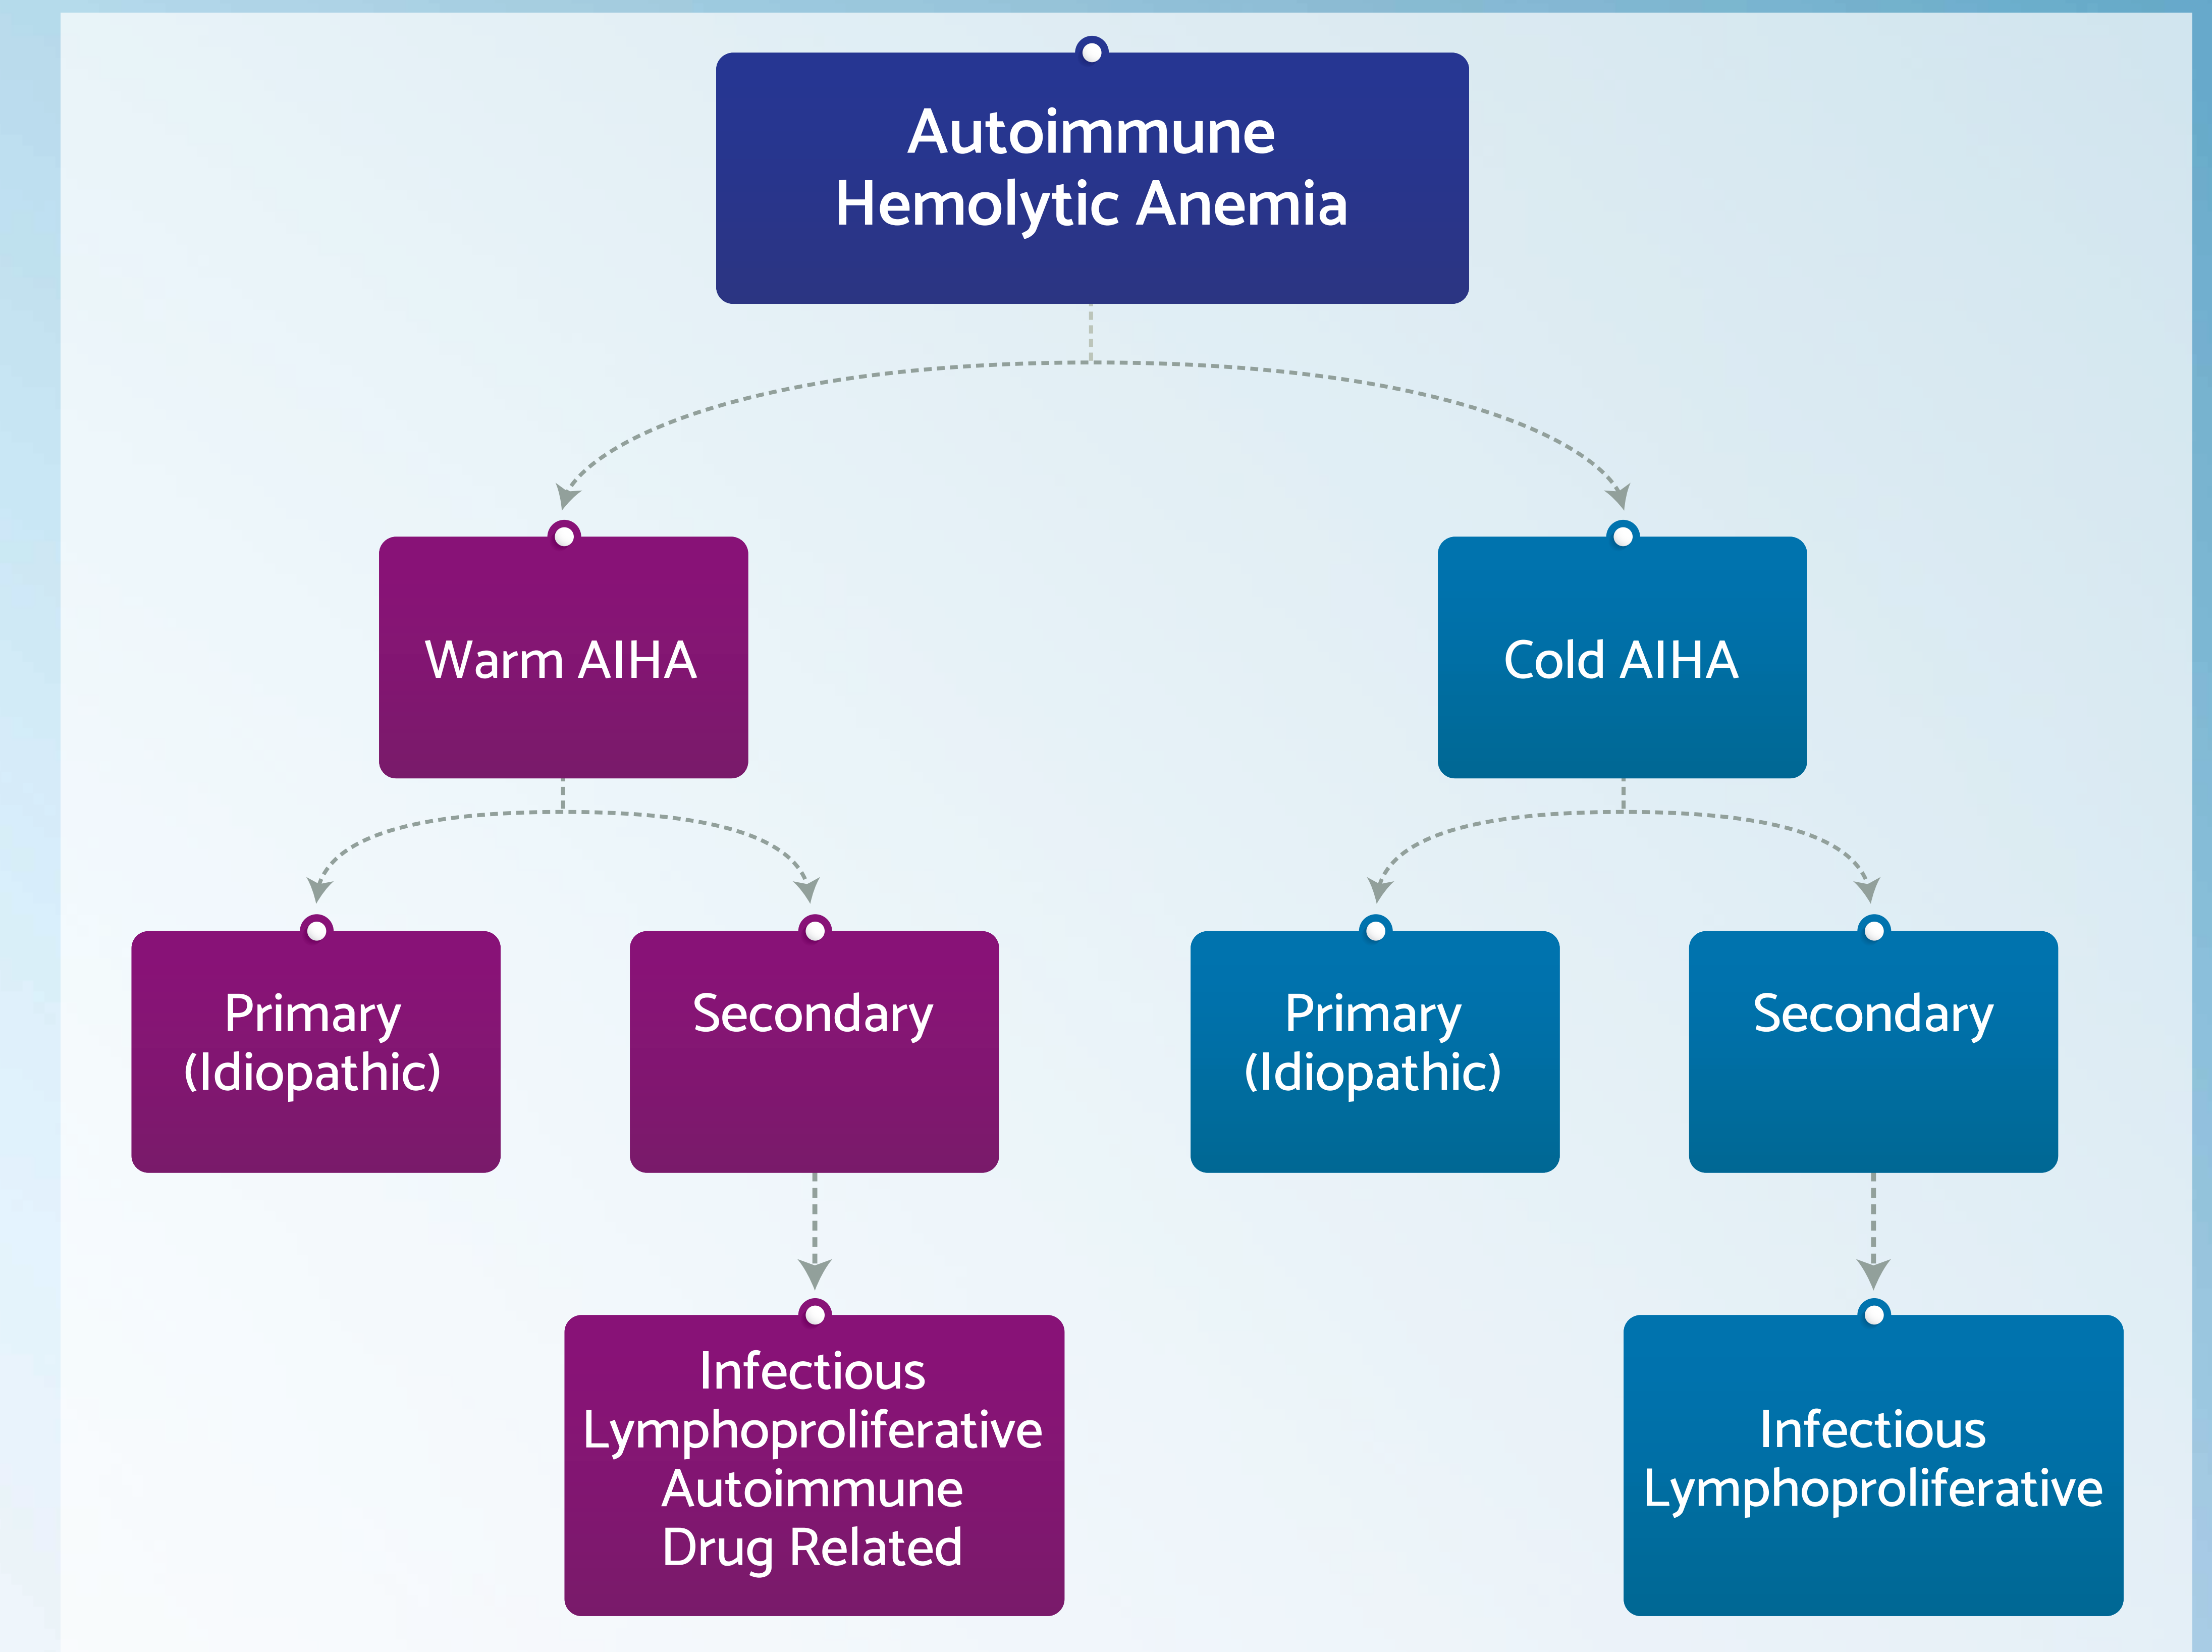 Autoimmune
Hemolytic Anemia
Warm AIHA
Cold AIHA
Primary
(Idiopathic)
Secondary
Primary
(Idiopathic)
Secondary
Infectious
Lymphoproliferative
Autoimmune
Drug Related
Infectious
Lymphoproliferative